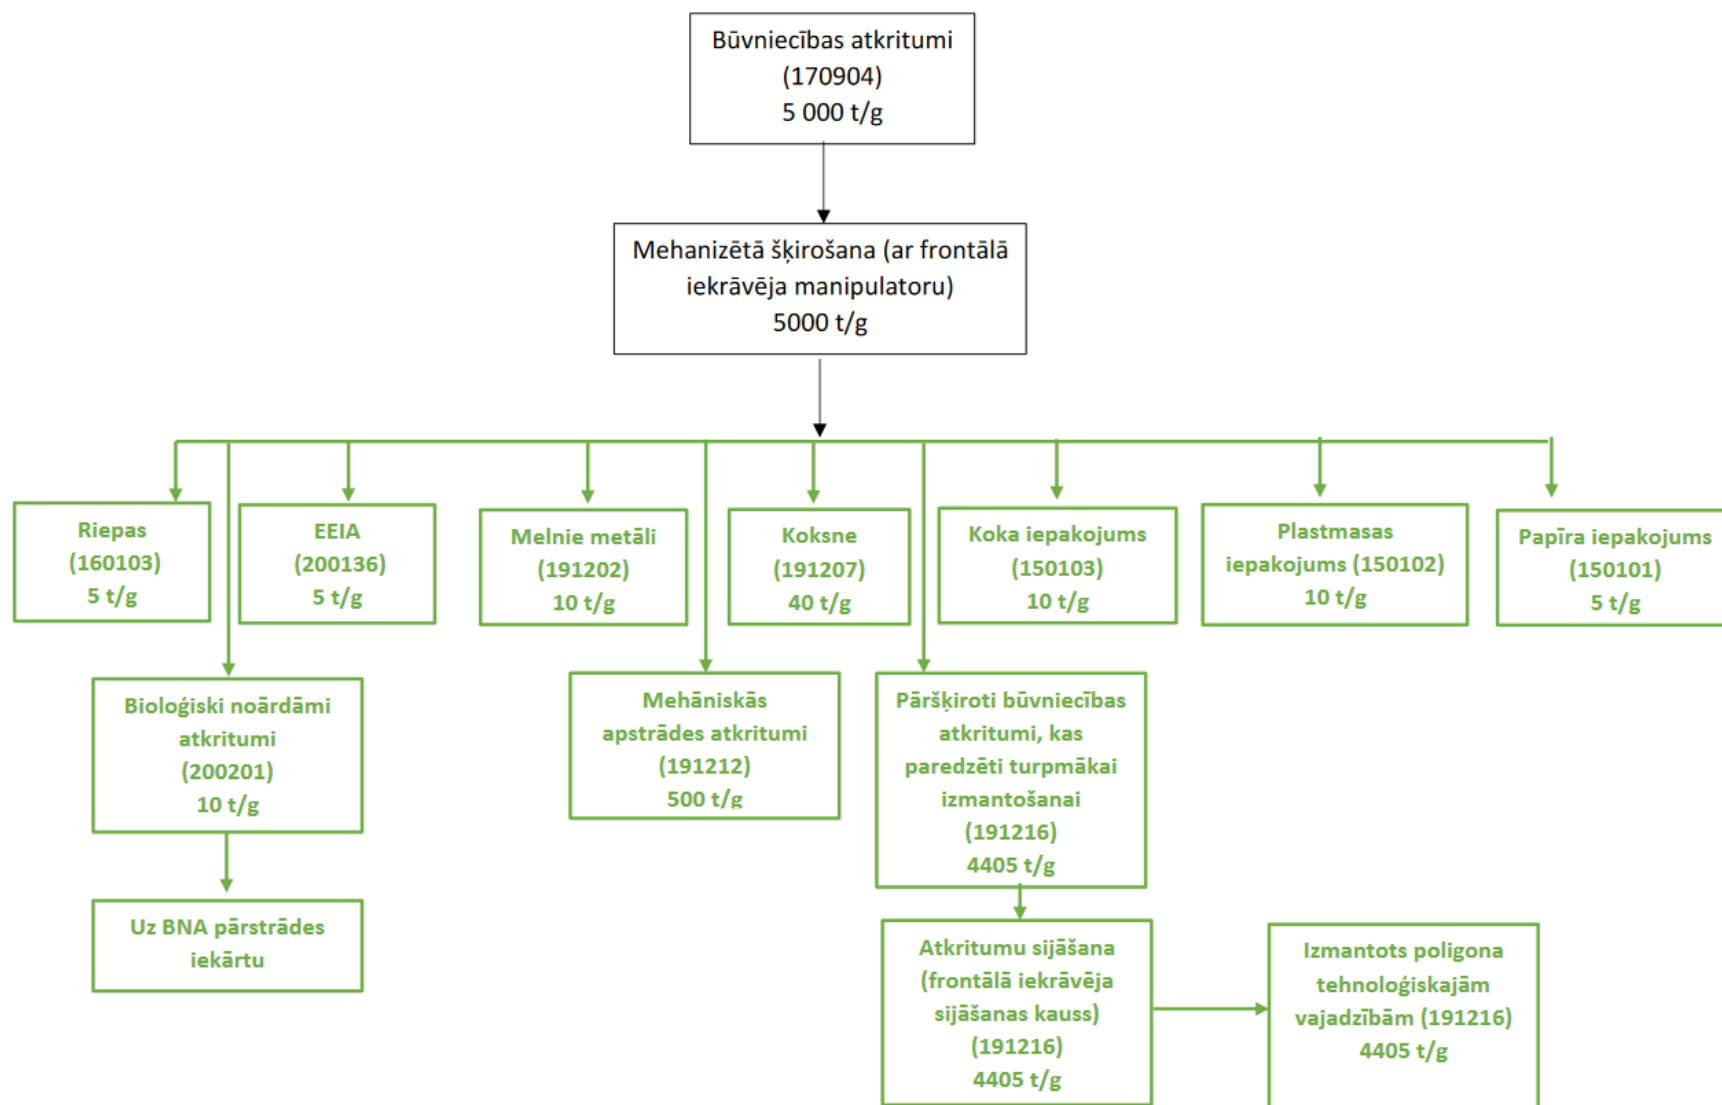 Būvniecības atkritumi
(170904)
5 000 t/g
Mehanizētā šķirošana (ar frontālā
iekrāvēja manipulatoru)
5000 t/g
Riepas
(160103)
5 t/g
EEIA
(200136)
5 t/g
Melnie metāli
(191202)
10 t/g
Koksne
(191207)
40 t/g
Koka iepakojums
(150103)
10 t/g
Plastmasas
iepakojums (150102)
10 t/g
Papīra iepakojums
(150101)
5 t/g
Bioloģiski noārdāmi
atkritumi
(200201)
10 t/g
Mehāniskās
apstrādes atkritumi
(191212)
500 t/g
Pāršķiroti būvniecības
atkritumi, kas
paredzēti turpmākai
izmantošanai
(191216)
4405 t/g
Uz BNA pārstrādes
iekārtu
Atkritumu sijāšana
(frontālā iekrāvēja
sijāšanas kauss)
(191216)
4405 t/g
Izmantots poligona
tehnoloģiskajām
vajadzībām (191216)
4405 t/g